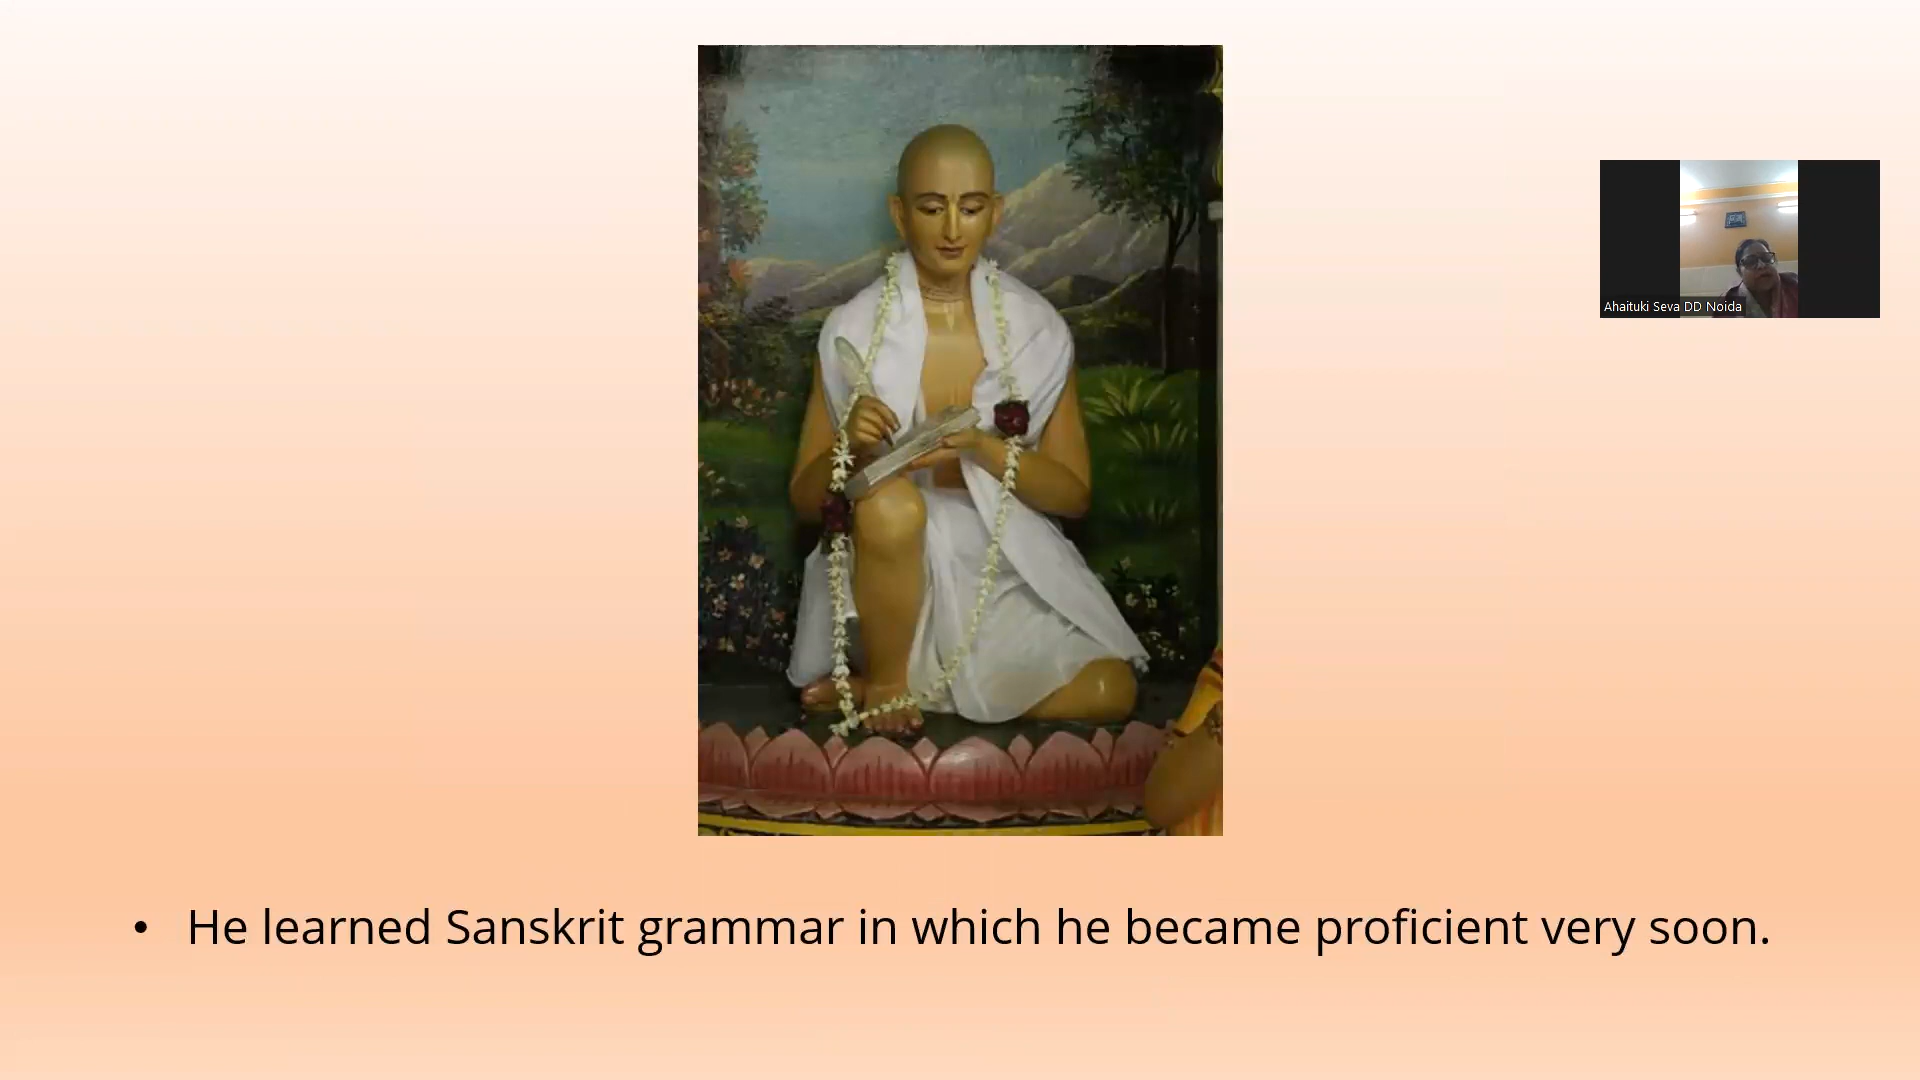 Ahaituki Seva DD Noida
• He learned Sanskrit grammar in which he became proficient very soon.